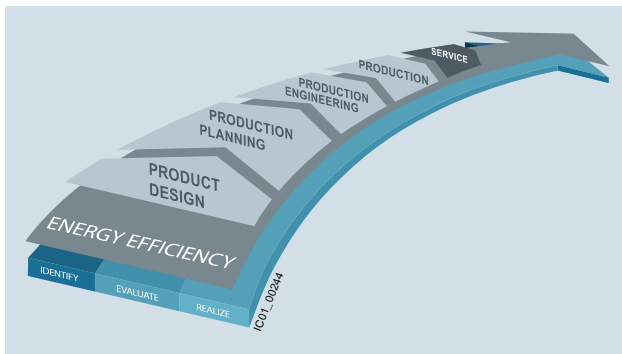 SERVICE
PRODUCTION
PRODUCTION
ENGINEERING
PRODUCTION
PLANNING
PRODUCT
DESIGN
ENERGY EFFICIENCY
IDENTIFY
EVALUATE
REALIZE
IC01_00244